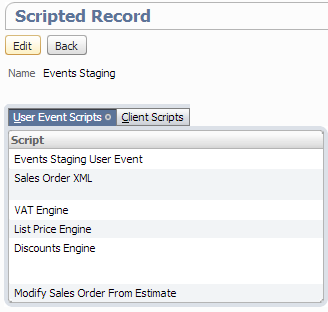 Scripted Record
Edit Back
Name Events Staging
User Event Scripts Client Scripts
Script
Events Staging User Event
Sales Order XML
VAT Engine
List Price Engine
Discounts Engine
Modify Sales Order From Estimate